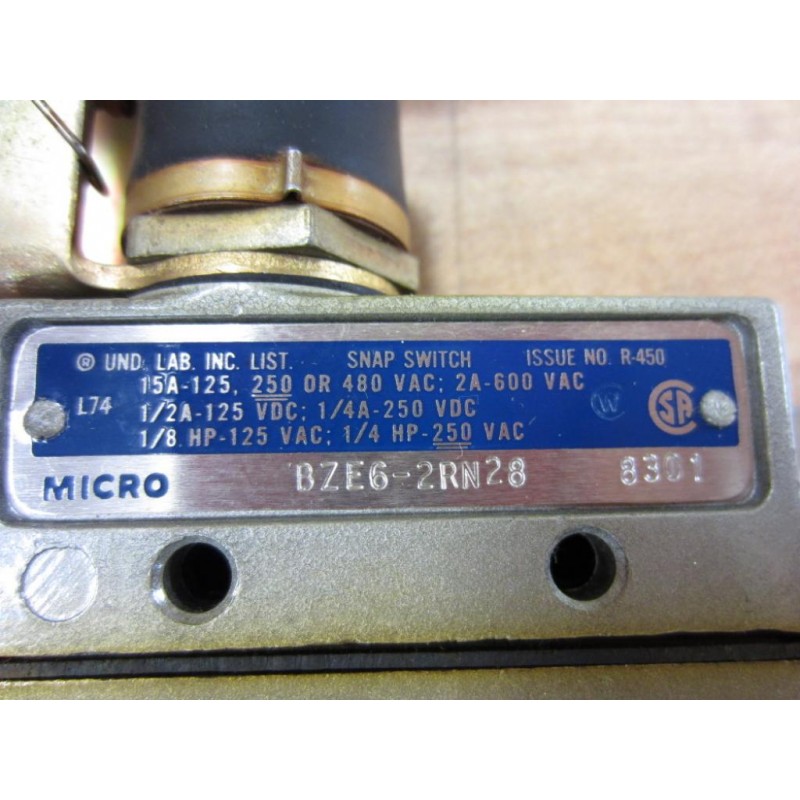 ® UND. LAB. INC. LIST. SNAP SWITCH ISSUE NO. R-450
15A-125, 250 OR 480 VAC; 2A-600 VAC
L74 1/2A-125 VDC; 1/4A-250 VDC
1/8 HP-125 VAC; 1/4 HP-250 VAC
W
CSA
MICRO BZE6-2RN28 8301